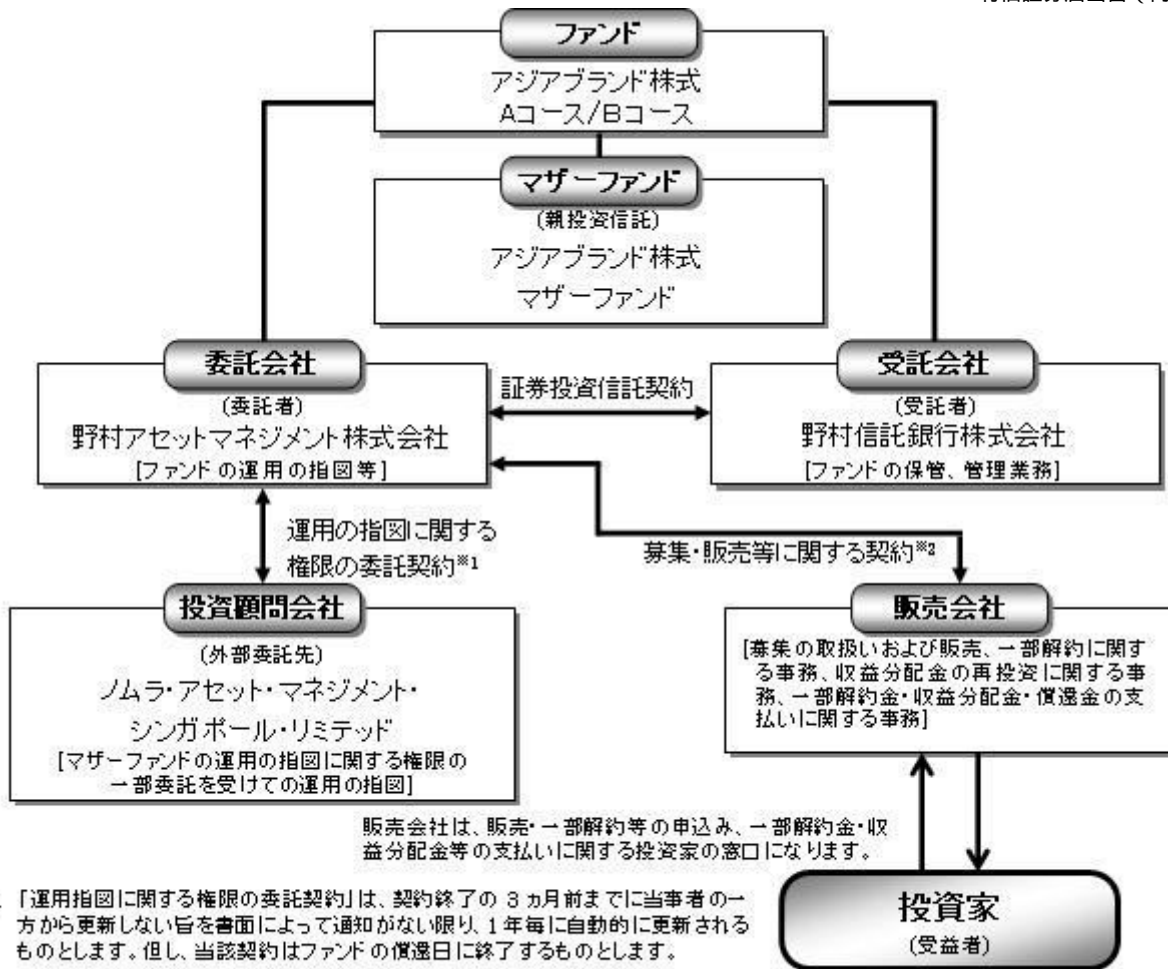 ファンド
アジアブランド株式
Aコース/Bコース
マザーファンド
(親投資信託)
アジアブランド株式
マザーファンド
委託会社
(委託者)
野村アセットマネジメント株式会社
[ファンドの運用の指図等]
証券投資信託契約
受託会社
(受託者)
野村信託銀行株式会社
[ファンドの保管、管理業務]
運用の指図に関する
権限の委託契約※1
募集・販売等に関する契約※2
投資顧問会社
(外部委託先)
ノムラ・アセット・マネジメント・
シンガポール・リミテッド
[マザーファンドの運用の指図に関する権限の
一部委託を受けての運用の指図]
販売会社
[募集の取扱いおよび販売、一部解約に関す
る事務、収益分配金の再投資に関する事
務、一部解約金・収益分配金・償還金の支
払いに関する事務]
販売会社は、販売・一部解約等の申込み、一部解約金・収
益分配金等の支払いに関する投資家の窓口になります。
「運用指図に関する権限の委託契約」は、契約終了の 3 ヵ月前までに当事者の一
方から更新しない旨を書面によって通知がない限り、1年毎に自動的に更新される
ものとします。但し、当該契約はファンドの償還日に終了するものとします。
投資家
(受益者)